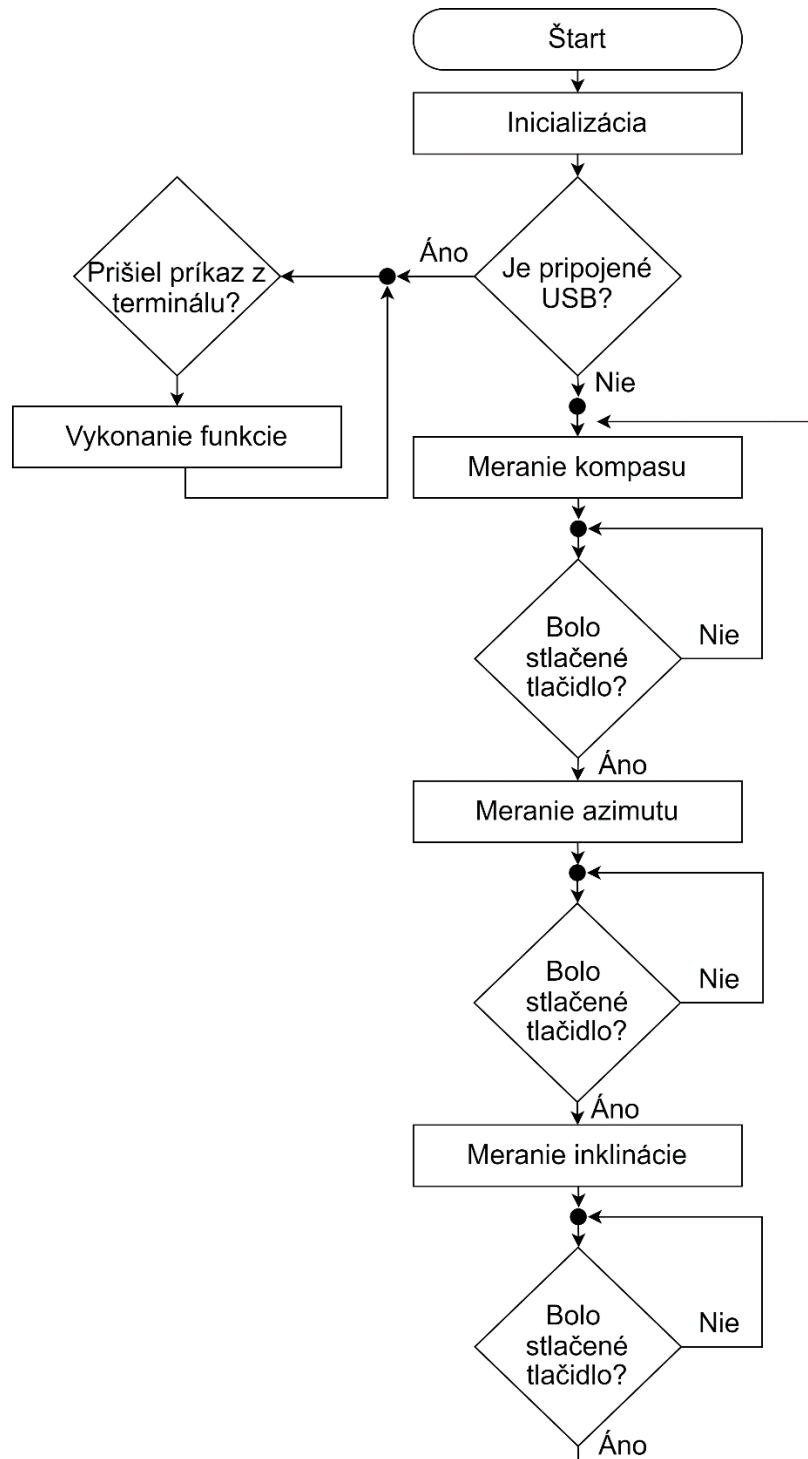 Štart
Inicializácia
Je pripojené
USB?
Áno
Prišiel príkaz z
terminálu?
Vykonanie funkcie
Nie
Meranie kompasu
Bolo
stlačené
tlačidlo?
Nie
Áno
Meranie azimutu
Bolo
stlačené
tlačidlo?
Nie
Áno
Meranie inklinácie
Bolo
stlačené
tlačidlo?
Nie
Áno